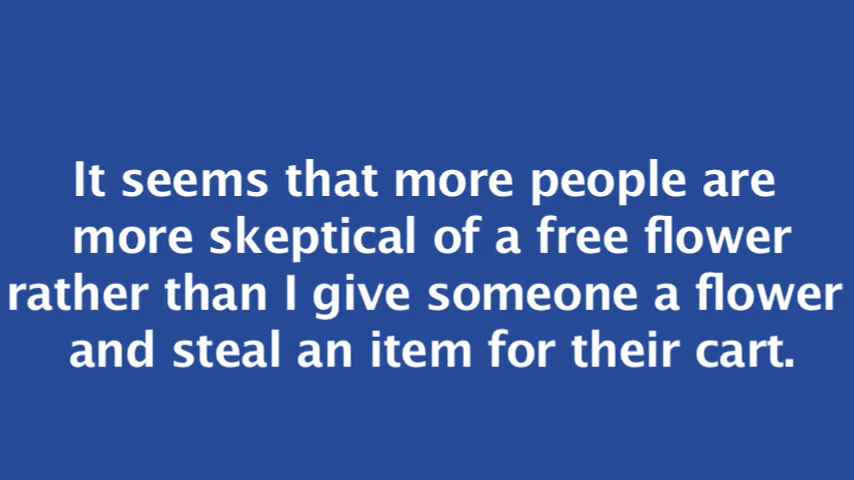 It seems that more people are
more skeptical of a free flower
rather than I give someone a flower
and steal an item for their cart.